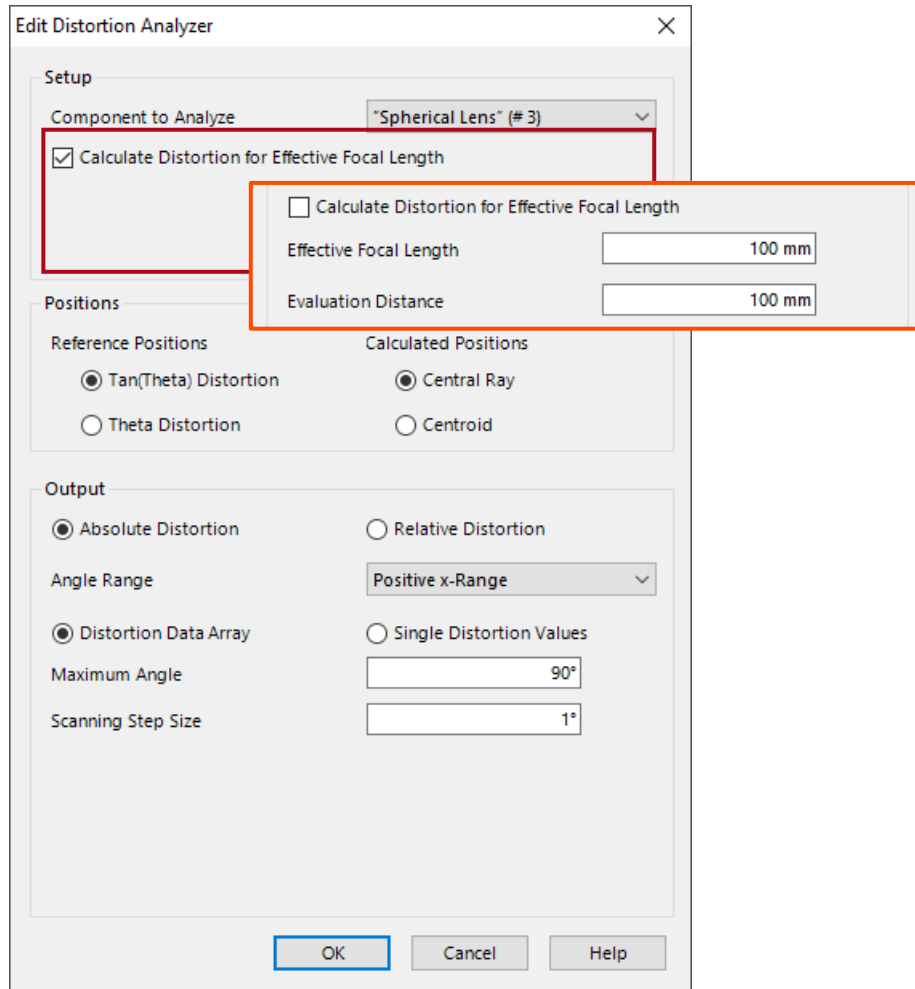 Edit Distortion Analyzer
Setup
Component to Analyze "Spherical Lens" (# 3)
Calculate Distortion for Effective Focal Length
Calculate Distortion for Effective Focal Length
Effective Focal Length 100 mm
Evaluation Distance 100 mm
Positions
Reference Positions Calculated Positions
Tan(Theta) Distortion Central Ray
Theta Distortion Centroid
Output
Absolute Distortion Relative Distortion
Angle Range Positive x-Range
Distortion Data Array Single Distortion Values
Maximum Angle 90°
Scanning Step Size 1°
OK Cancel Help